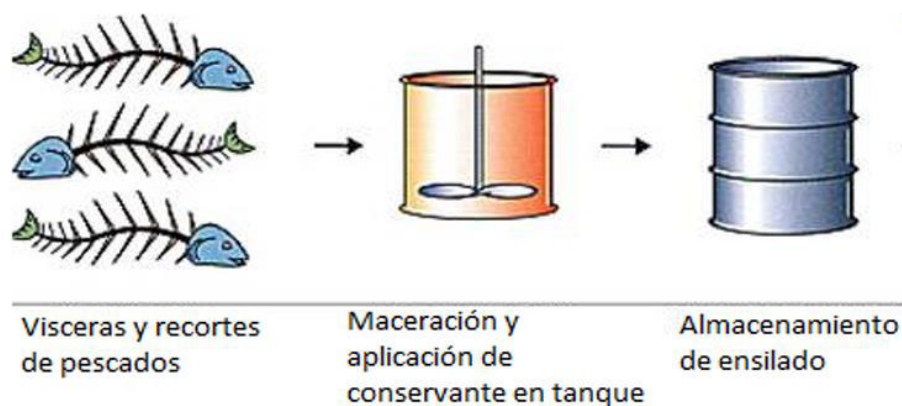 Visceras y recortes
de pescados
Maceración y
aplicación de
conservante en tanque
Almacenamiento
de ensilado